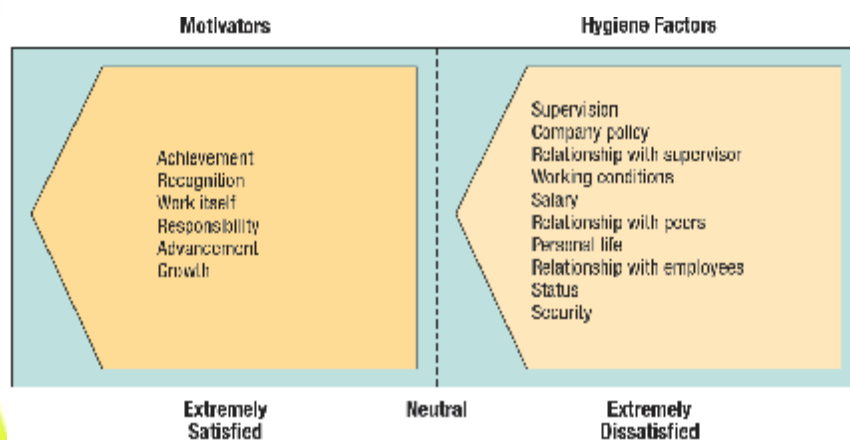 Motivators
Hygiene Factors
Achievement
Recognition
Work itself
Responsibility
Advancement
Growth
Supervision
Company policy
Relationship with supervisor
Working conditions
Salary
Relationship with peers
Personal life
Relationship with employees
Status
Security
Extremely
Satisfied
Neutral
Extremely
Dissatisfied